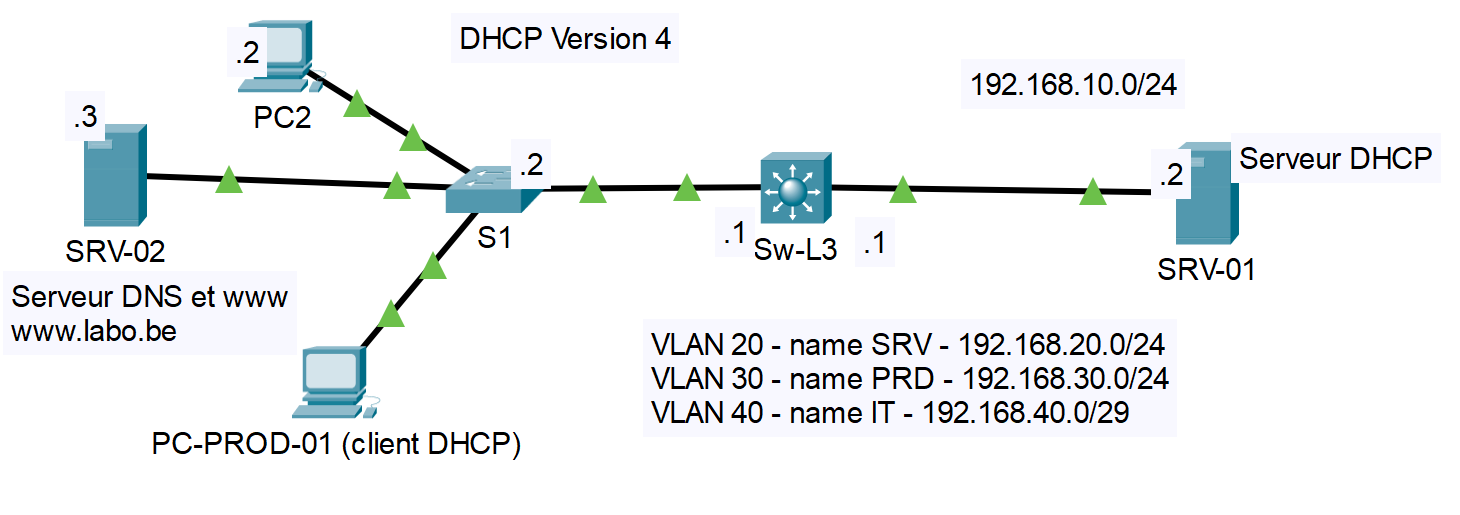 DHCP Version 4
.2
PC2
192.168.10.0/24
.3
SRV-02
Serveur DNS et www
www.labo.be
.2
S1
.1
Sw-L3
.1
.2
Serveur DHCP
SRV-01
VLAN 20 - name SRV - 192.168.20.0/24
VLAN 30 - name PRD - 192.168.30.0/24
VLAN 40 - name IT - 192.168.40.0/29
PC-PROD-01 (client DHCP)